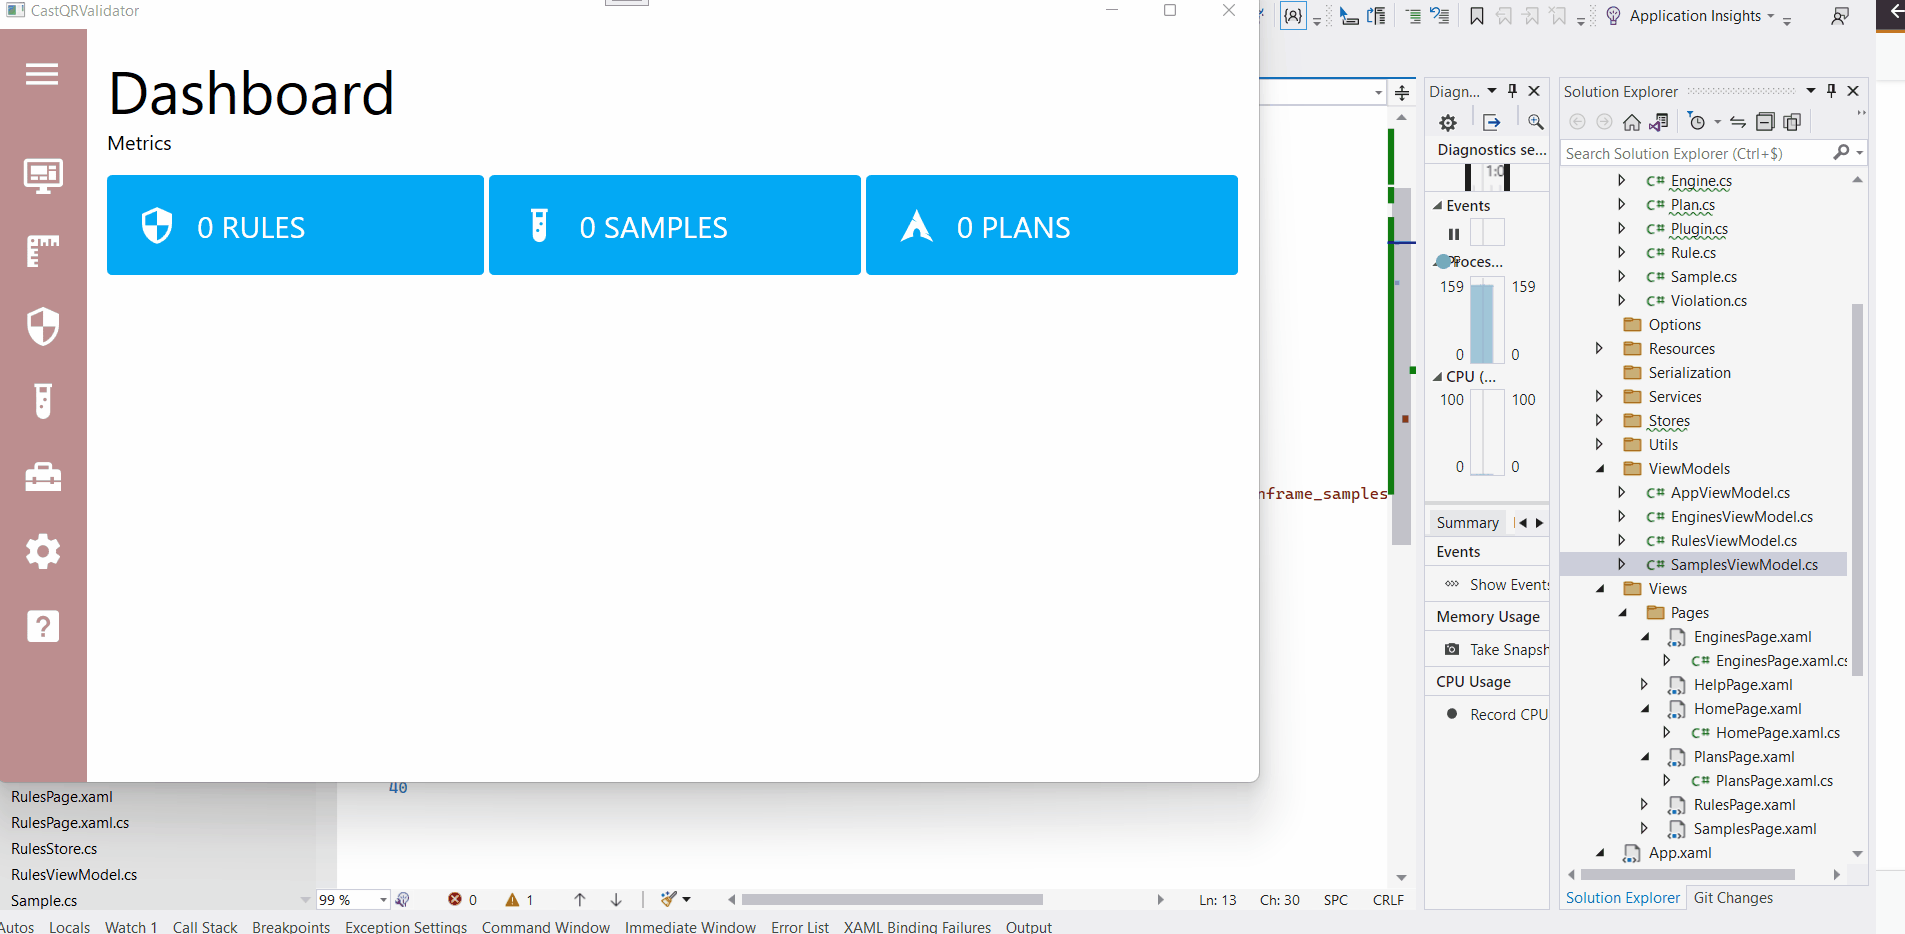 CastQRValidator
Dashboard
Metrics
0 RULES
0 SAMPLES
0 PLANS
RulesPage.xaml
RulesPage.xaml.cs
RulesStore.cs
RulesViewModel.cs
Sample.cs
40
nframe_samples
99 %
0
1
Ln: 13
Ch: 30
SPC
CRLF
Autos
Locals
Watch 1
Call Stack
Breakpoints
Exception Settings
Command Window
Immediate Window
Error List
XAML Binding Failures
Output
Application Insights
Diagn...
Diagnostics se...
1:0
Events
Proces...
159
159
0
0
CPU (...
100
100
0
0
Summary
Events
Show Events
Memory Usage
Take Snapsh
CPU Usage
Record CPU
Solution Explorer
Search Solution Explorer (Ctrl+$)
C# Engine.cs
C# Plan.cs
C# Plugin.cs
C# Rule.cs
C# Sample.cs
C# Violation.cs
Options
Resources
Serialization
Services
Stores
Utils
ViewModels
C# AppViewModel.cs
C# EnginesViewModel.cs
C# RulesViewModel.cs
C# SamplesViewModel.cs
Views
Pages
EnginesPage.xaml
C# EnginesPage.xaml.cs
HelpPage.xaml
HomePage.xaml
C# HomePage.xaml.cs
PlansPage.xaml
C# PlansPage.xaml.cs
RulesPage.xaml
SamplesPage.xaml
App.xaml
Solution Explorer
Git Changes